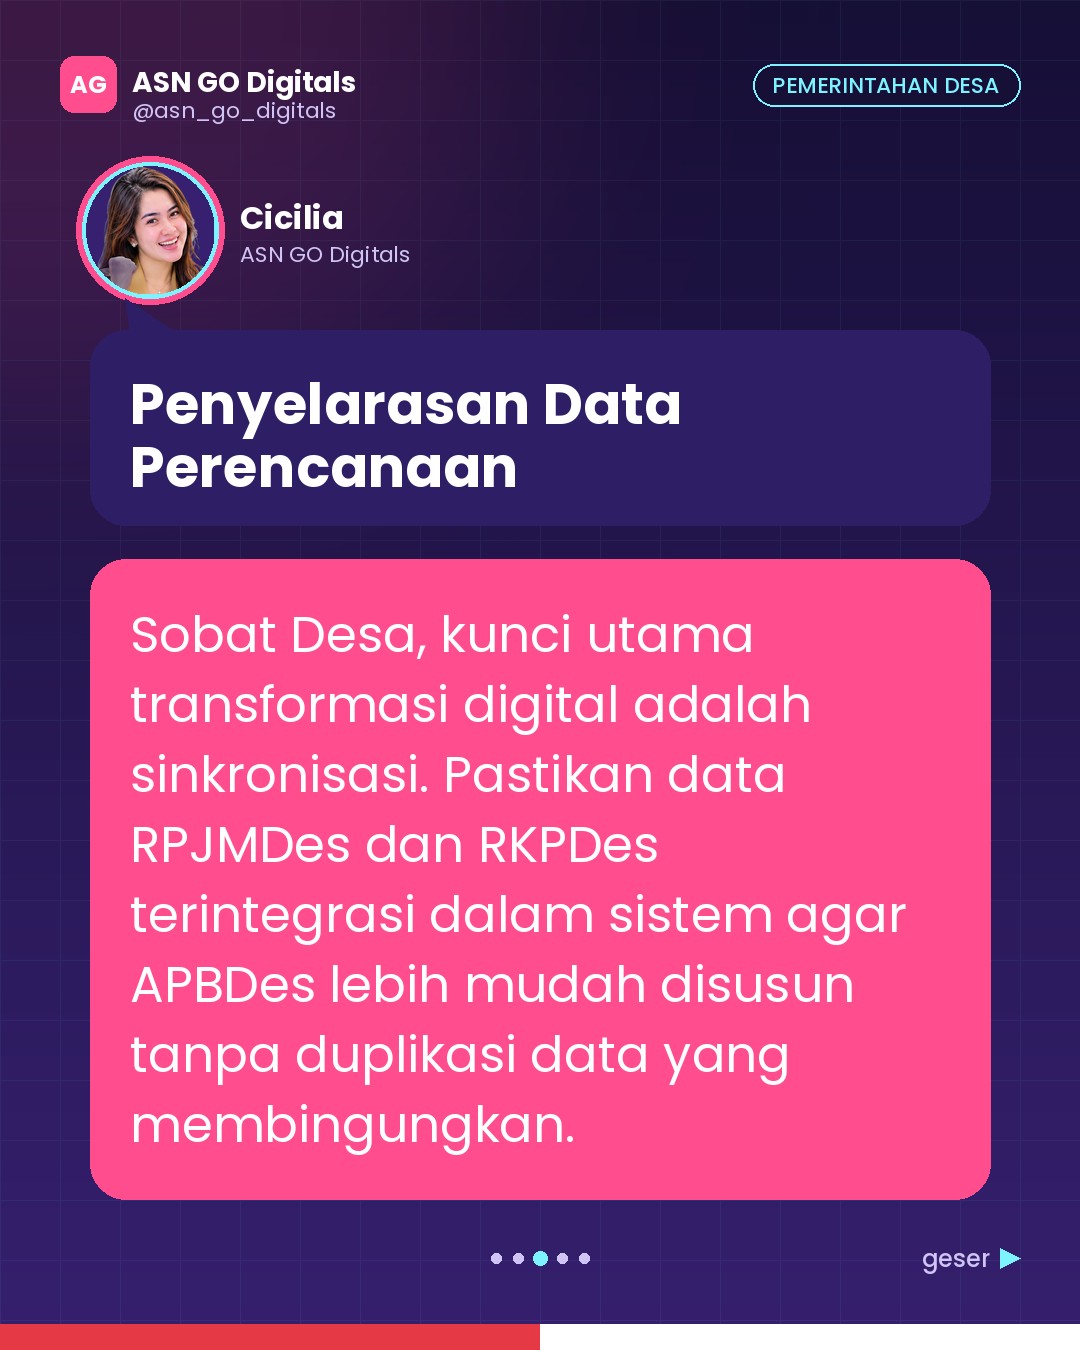 AG
ASN GO Digitals
@asn_go_digitals
PEMERINTAHAN DESA
Cicilia
ASN GO Digitals
Penyelarasan Data
Perencanaan
Sobat Desa, kunci utama
transformasi digital adalah
sinkronisasi. Pastikan data
RPJMDes dan RKPDes
terintegrasi dalam sistem agar
APBDes lebih mudah disusun
tanpa duplikasi data yang
membingungkan.
geser